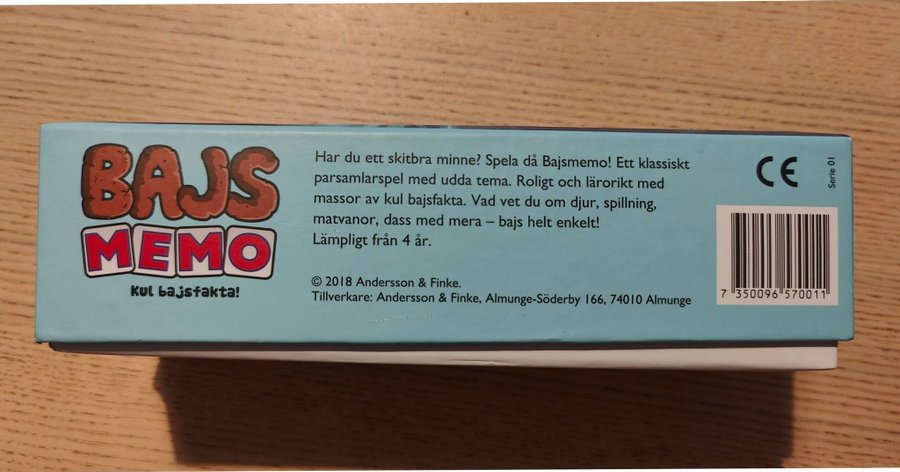 BAJS
MEMO
Kul bajsfakta!
Har du ett skitbra minne? Spela då Bajsmemo! Ett klassiskt
parsamlarspel med udda tema. Roligt och lärorikt med
massor av kul bajsfakta. Vad vet du om djur, spillning,
matvanor, dass med mera – bajs helt enkelt!
Lämpligt från 4 år.
© 2018 Andersson & Finke.
Tillverkare: Andersson & Finke, Almunge-Söderby 166, 74010 Almunge
CE
Serie 01
7 350096 570011